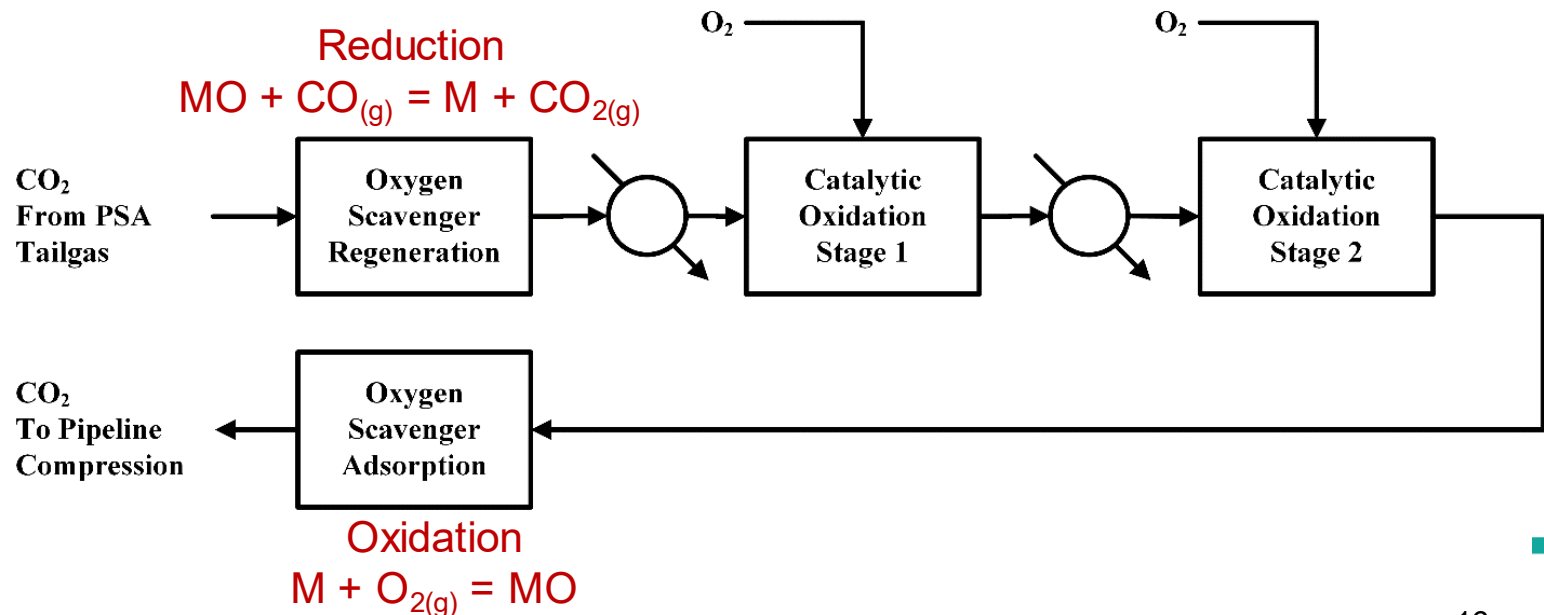 O₂
O₂
Reduction
MO + CO(g) = M + CO₂(g)
CO₂
From PSA
Tailgas
Oxygen
Scavenger
Regeneration
Catalytic
Oxidation
Stage 1
Catalytic
Oxidation
Stage 2
CO₂
To Pipeline
Compression
Oxygen
Scavenger
Adsorption
Oxidation
M + O₂(g) = MO